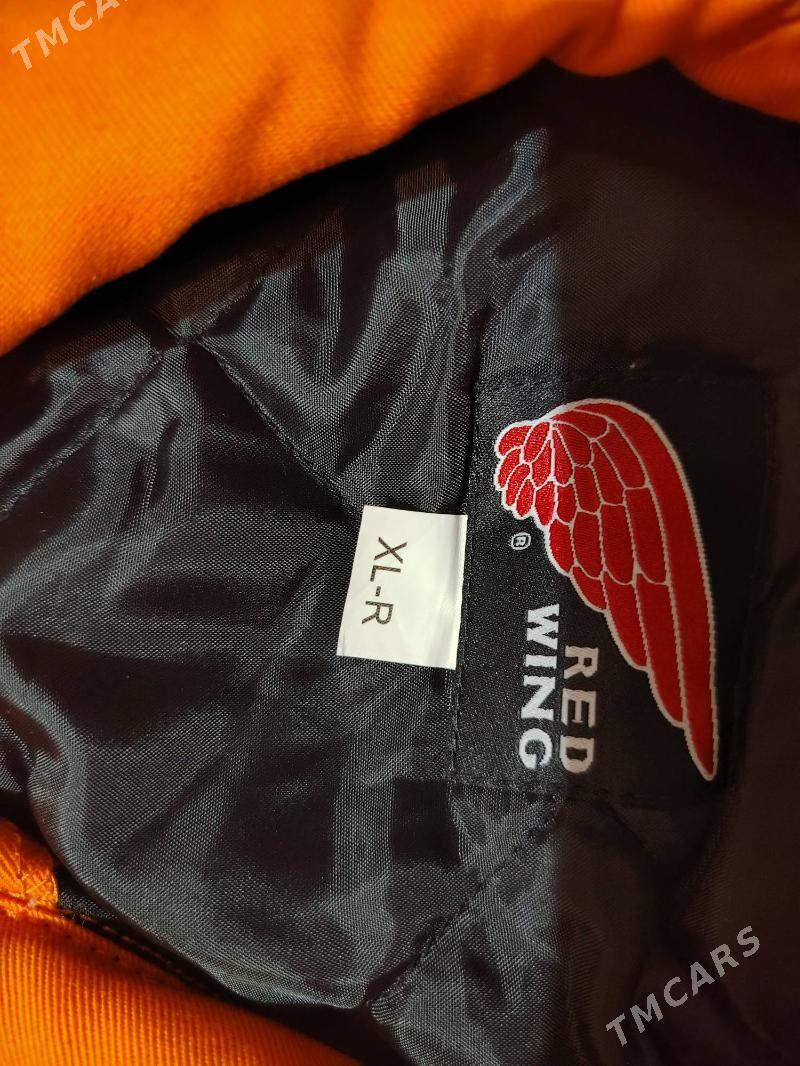 TMCARS
®
RED
WING
XL-R
TMCARS